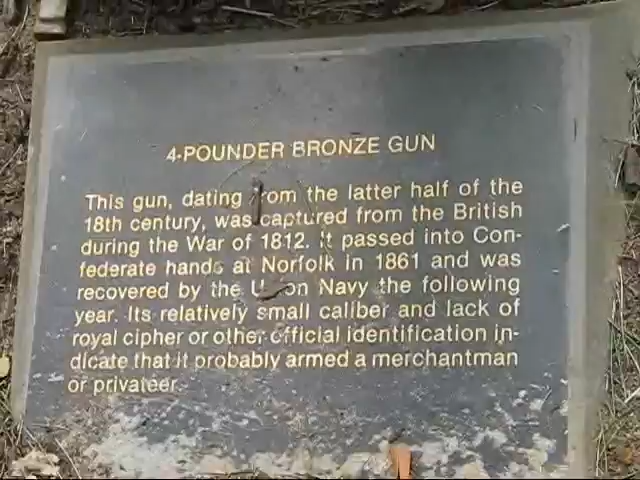 4-POUNDER BRONZE GUN
This gun, dating from the latter half of the
18th century, was captured from the British
during the War of 1812. It passed into Con-
federate hands at Norfolk in 1861 and was
recovered by the Union Navy the following
year. Its relatively small caliber and lack of
royal cipher or other official identification in-
dicate that it probably armed a merchantman
or privateer.